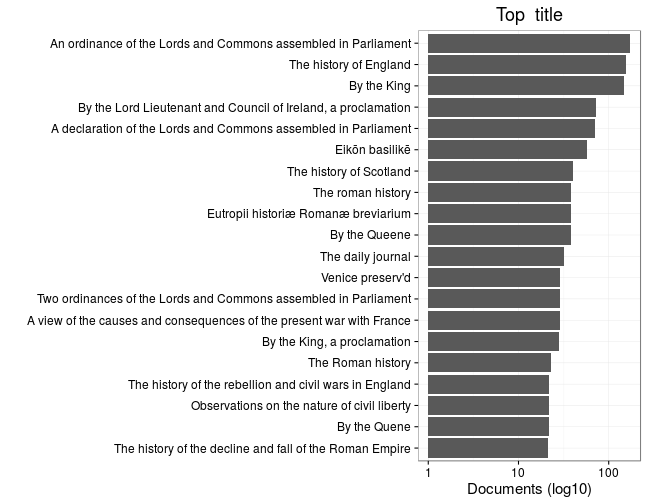 Top title
An ordinance of the Lords and Commons assembled in Parliament
The history of England
By the King
By the Lord Lieutenant and Council of Ireland, a proclamation
A declaration of the Lords and Commons assembled in Parliament
Eikōn basilikē
The history of Scotland
The roman history
Eutropii historiæ Romanæ breviarium
By the Queene
The daily journal
Venice preserv'd
Two ordinances of the Lords and Commons assembled in Parliament
A view of the causes and consequences of the present war with France
By the King, a proclamation
The Roman history
The history of the rebellion and civil wars in England
Observations on the nature of civil liberty
By the Quene
The history of the decline and fall of the Roman Empire
1 10 100
Documents (log10)